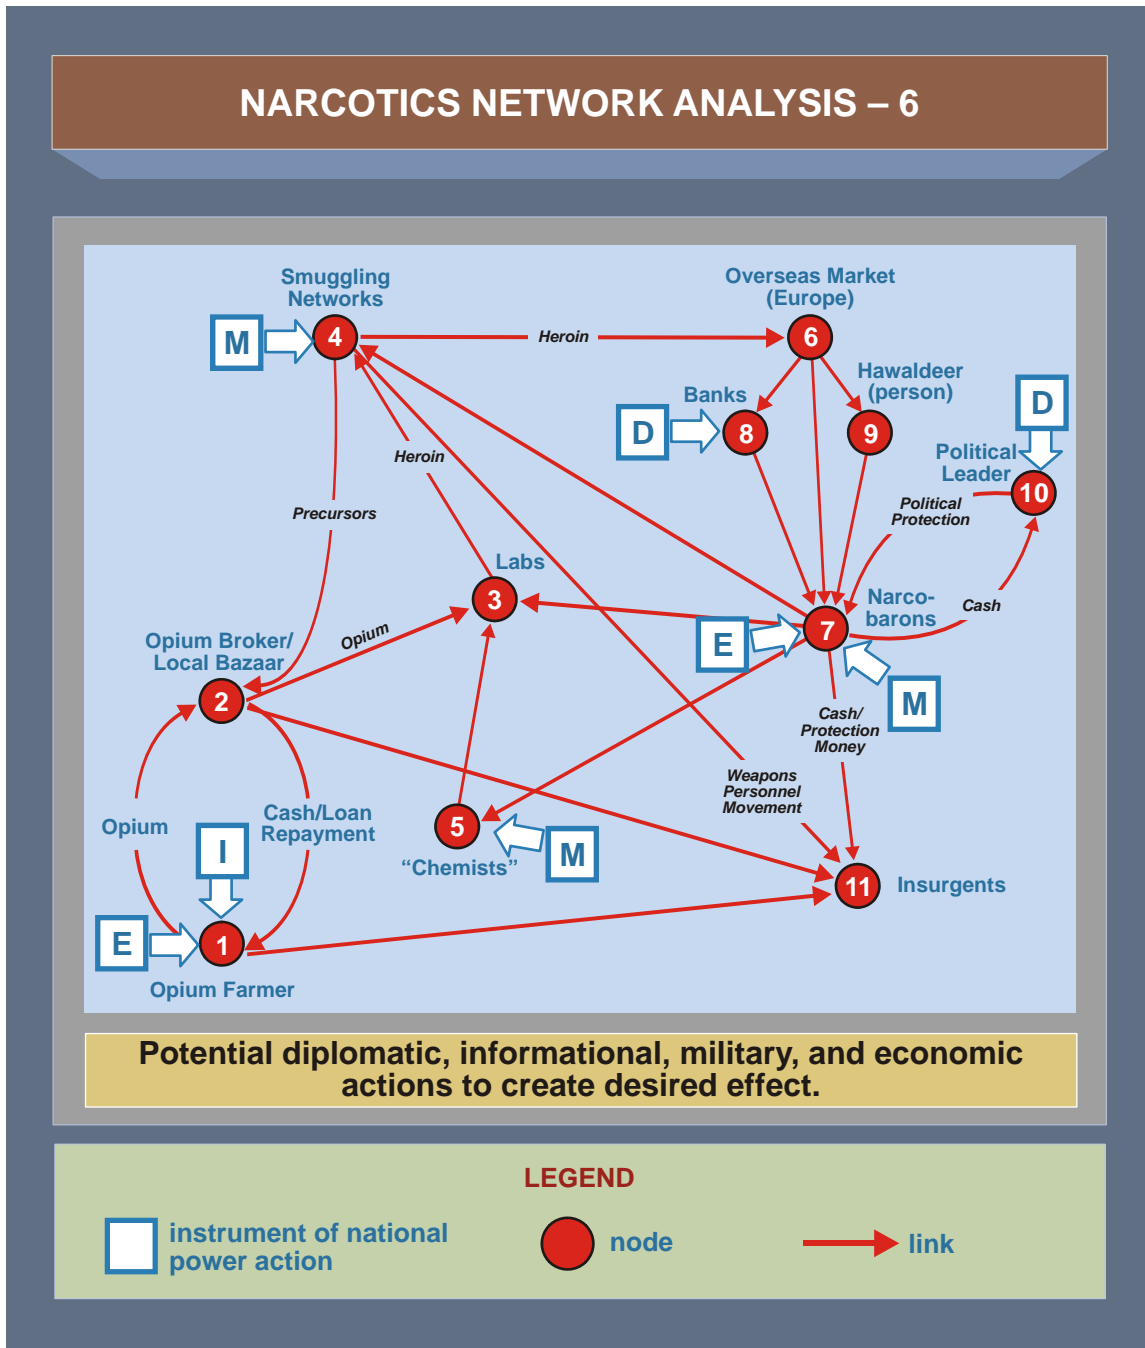 NARCOTICS NETWORK ANALYSIS – 6
Smuggling
Networks
Overseas Market
(Europe)
M
4
Heroin
6
Hawaldeer
(person)
Banks
D
D
8
9
Heroin
Political
Leader
10
Political
Protection
Precursors
Labs
3
Narco-
barons
Cash
7
E
Opium
Opium Broker/
Local Bazaar
2
M
Cash/
Protection
Money
Weapons
Personnel
Movement
Opium
Cash/Loan
Repayment
5
“Chemists”
M
I
11
Insurgents
E
1
Opium Farmer
Potential diplomatic, informational, military, and economic
actions to create desired effect.
LEGEND
instrument of national
power action
node
link